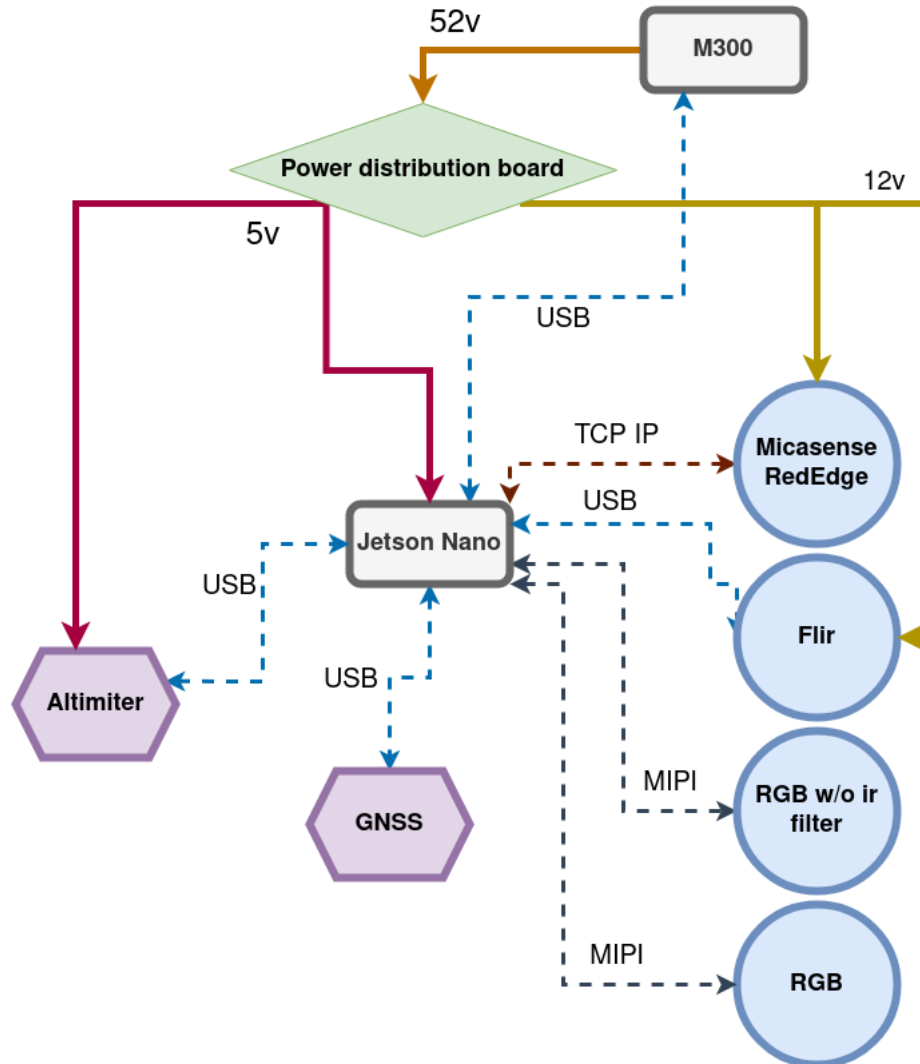 52v
M300
Power distribution board
12v
5v
USB
TCP IP
Micasense
RedEdge
USB
Jetson Nano
USB
Flir
USB
Altimiter
MIPI
RGB w/o ir
filter
GNSS
MIPI
RGB